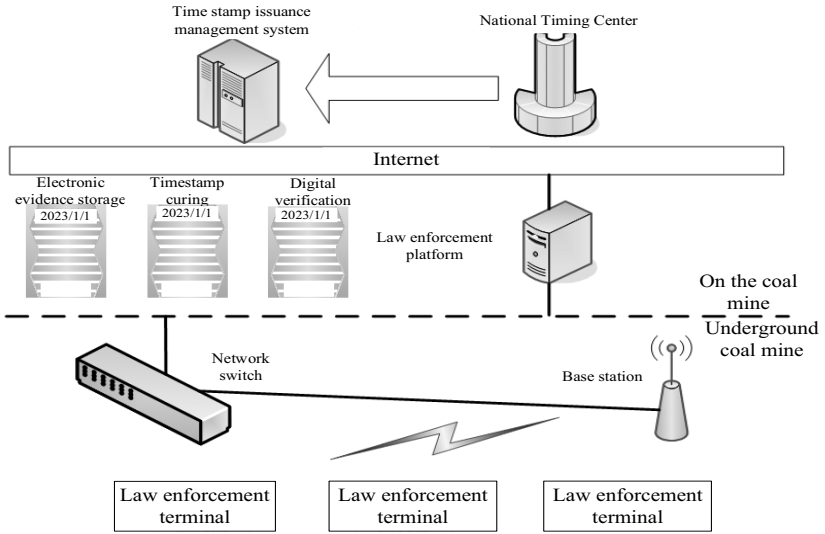 Time stamp issuance
management system
National Timing Center
Internet
Electronic
evidence storage
2023/1/1
Timestamp
curing
2023/1/1
Digital
verification
2023/1/1
Law enforcement
platform
On the coal
mine
Underground
coal mine
Network
switch
Base station
Law enforcement
terminal
Law enforcement
terminal
Law enforcement
terminal